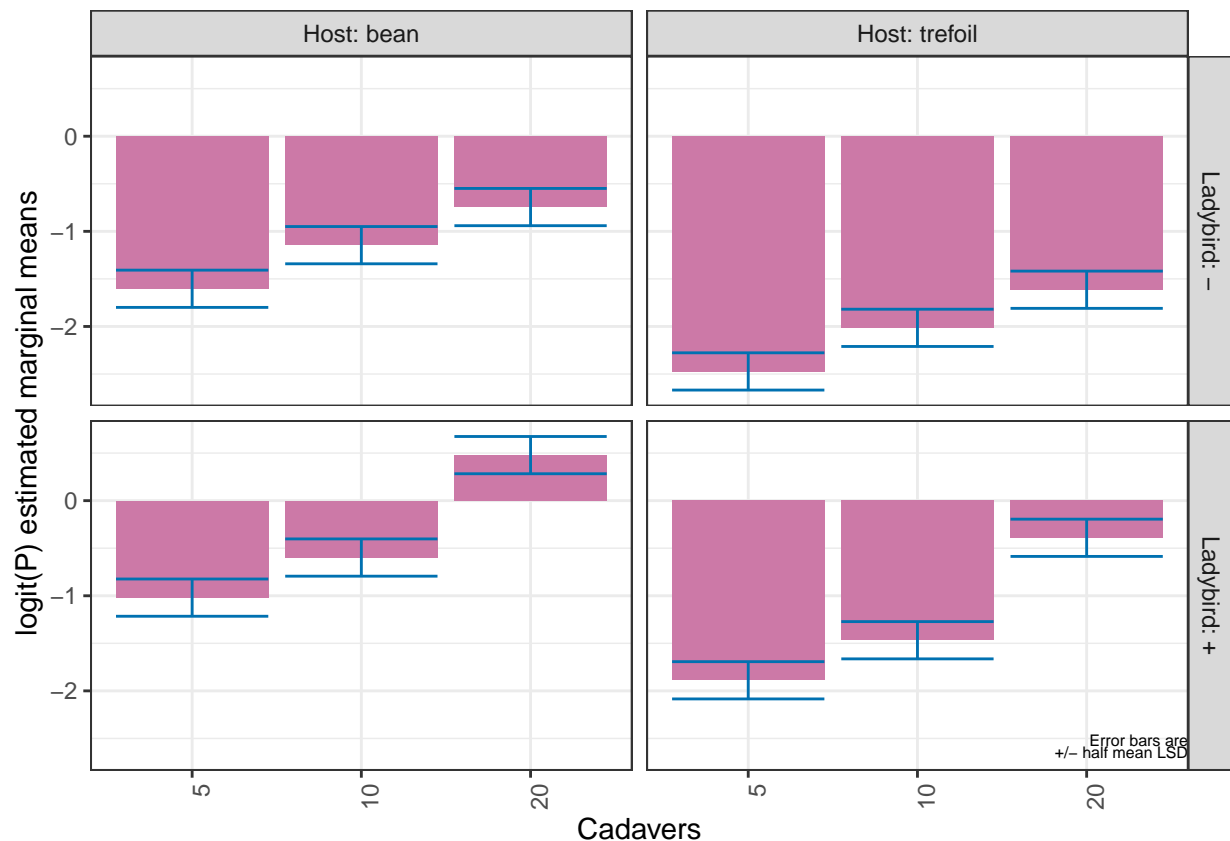 Host: bean
Host: trefoil
0
−1
−2
Ladybird: −
0
−1
−2
Ladybird: +
logit(P) estimated marginal means
Error bars are
+/− half mean LSD
5
10
20
5
10
20
Cadavers